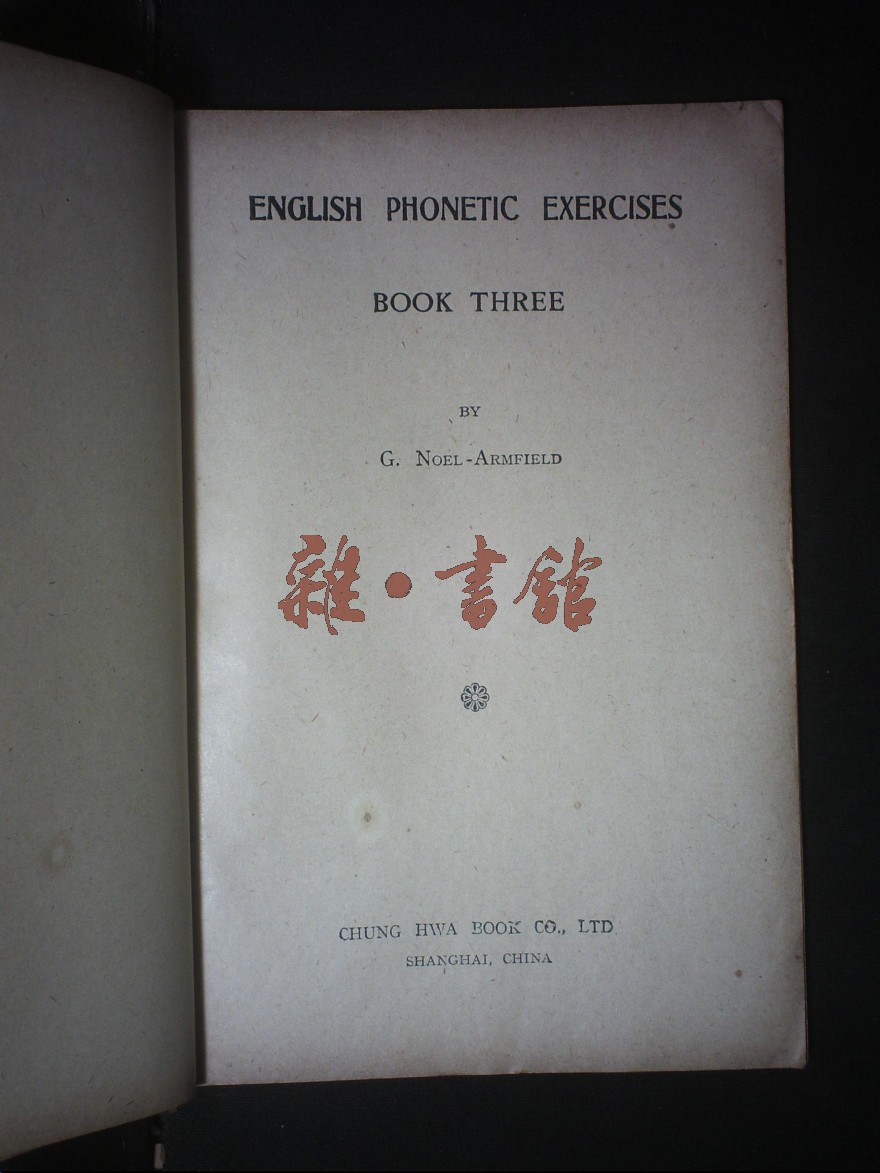 ENGLISH PHONETIC EXERCISES
BOOK THREE
BY
G. NOEL-ARMFIELD
雜·書館
CHUNG HWA BOOK CO., LTD
SHANGHAI, CHINA